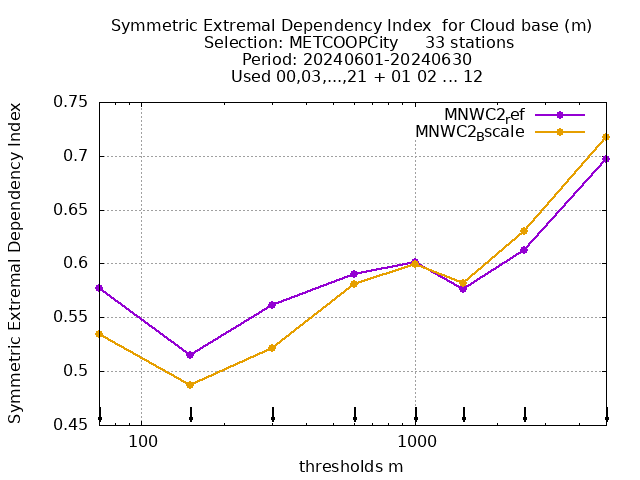 Symmetric Extremal Dependency Index  for Cloud base (m)
Selection: METCOOPCity     33 stations
Period: 20240601-20240630
Used 00,03,...,21 + 01 02 ... 12
Symmetric Extremal Dependency Index
MNWC2ref
MNWC2Bscale
0.75
0.7
0.65
0.6
0.55
0.5
0.45
100
1000
thresholds m